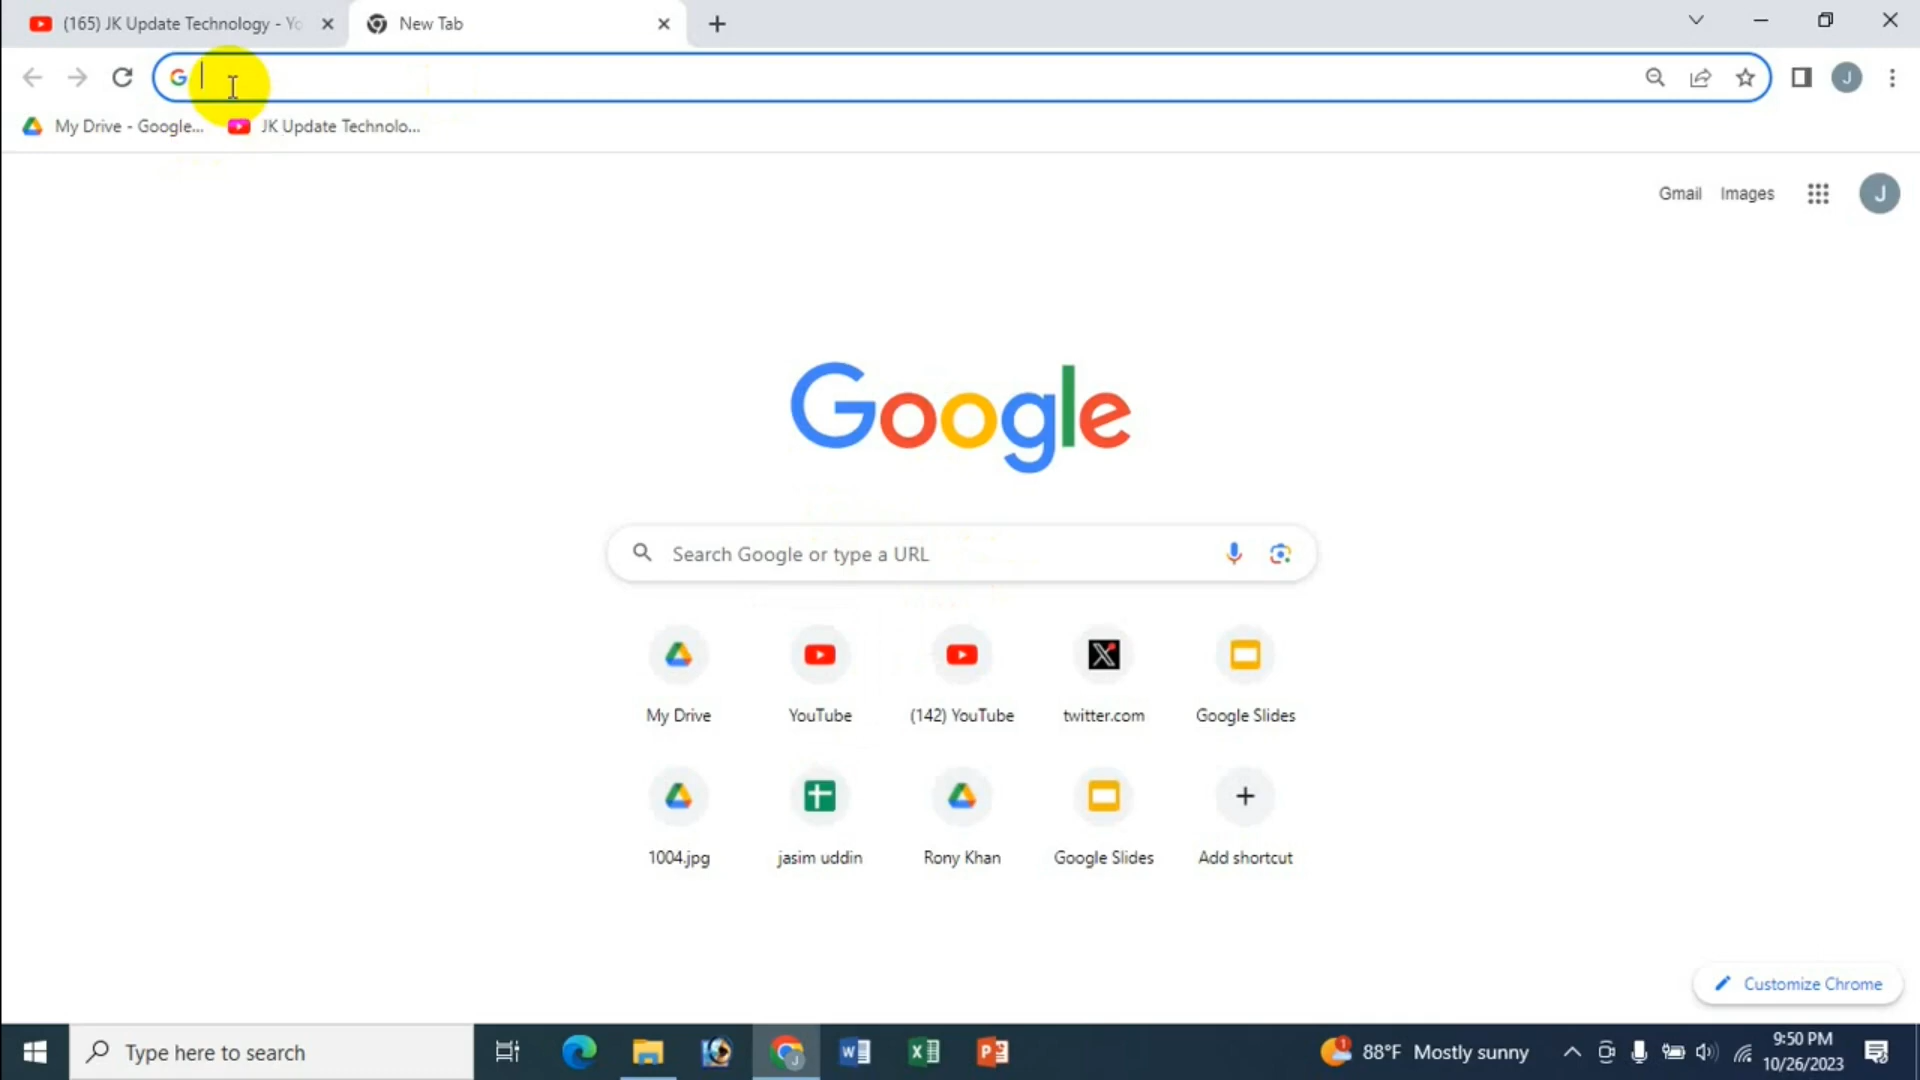 (165) JK Update Technology - Yo
New Tab
My Drive - Google...
JK Update Technolo...
Gmail
Images
J
J
Google
Search Google or type a URL
My Drive
YouTube
(142) YouTube
twitter.com
Google Slides
1004.jpg
jasim uddin
Rony Khan
Google Slides
Add shortcut
Customize Chrome
Type here to search
88°F Mostly sunny
9:50 PM
10/26/2023